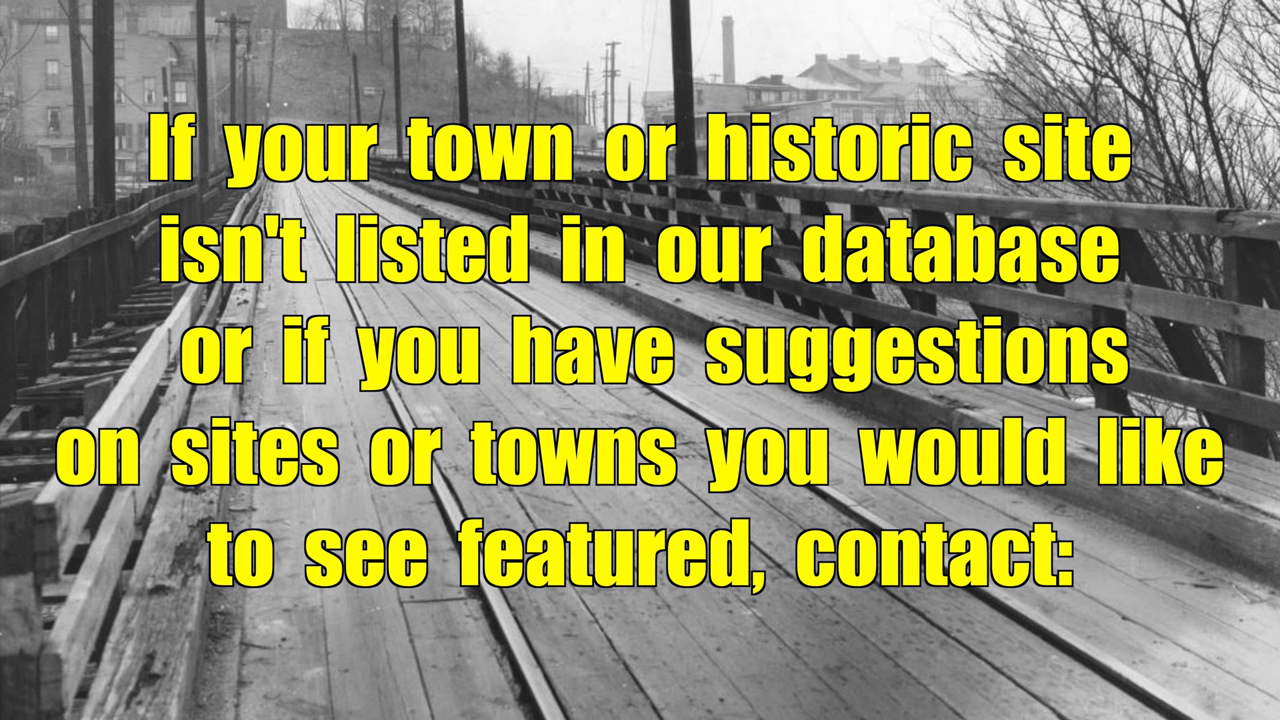 If your town or historic site
isn't listed in our database
or if you have suggestions
on sites or towns you would like
to see featured, contact: